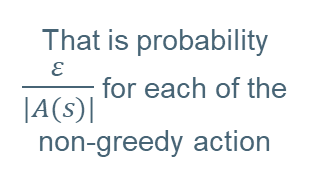 That is probability
ε/|A(s)| for each of the
non-greedy action